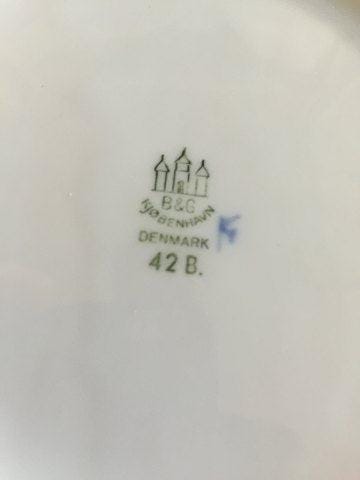 B&G
KJØBENHAVN
DENMARK
42 B.